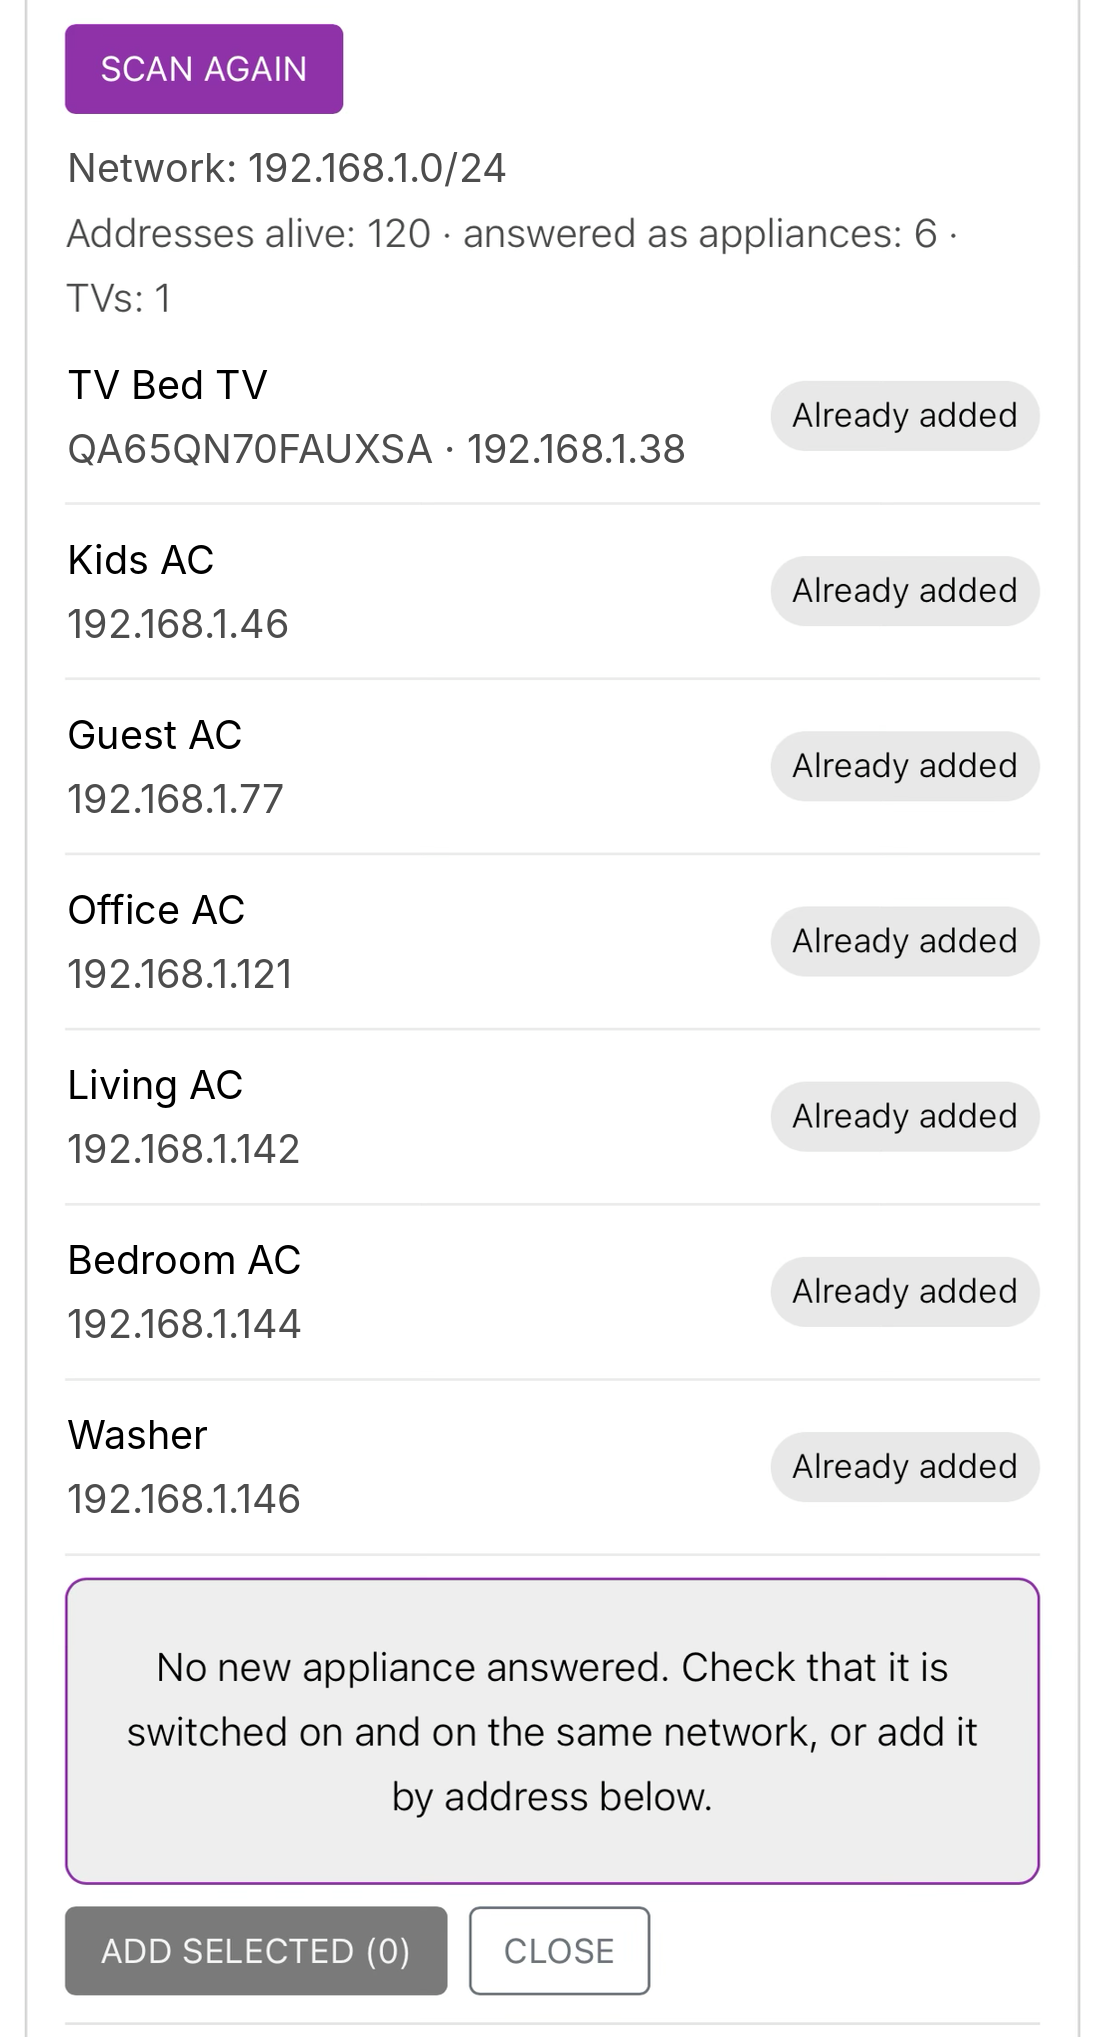 SCAN AGAIN
Network: 192.168.1.0/24
Addresses alive: 120 · answered as appliances: 6 ·
TVs: 1
TV Bed TV
QA65QN70FAUXSA · 192.168.1.38
Already added
Kids AC
192.168.1.46
Already added
Guest AC
192.168.1.77
Already added
Office AC
192.168.1.121
Already added
Living AC
192.168.1.142
Already added
Bedroom AC
192.168.1.144
Already added
Washer
192.168.1.146
Already added
No new appliance answered. Check that it is
switched on and on the same network, or add it
by address below.
ADD SELECTED (0)
CLOSE